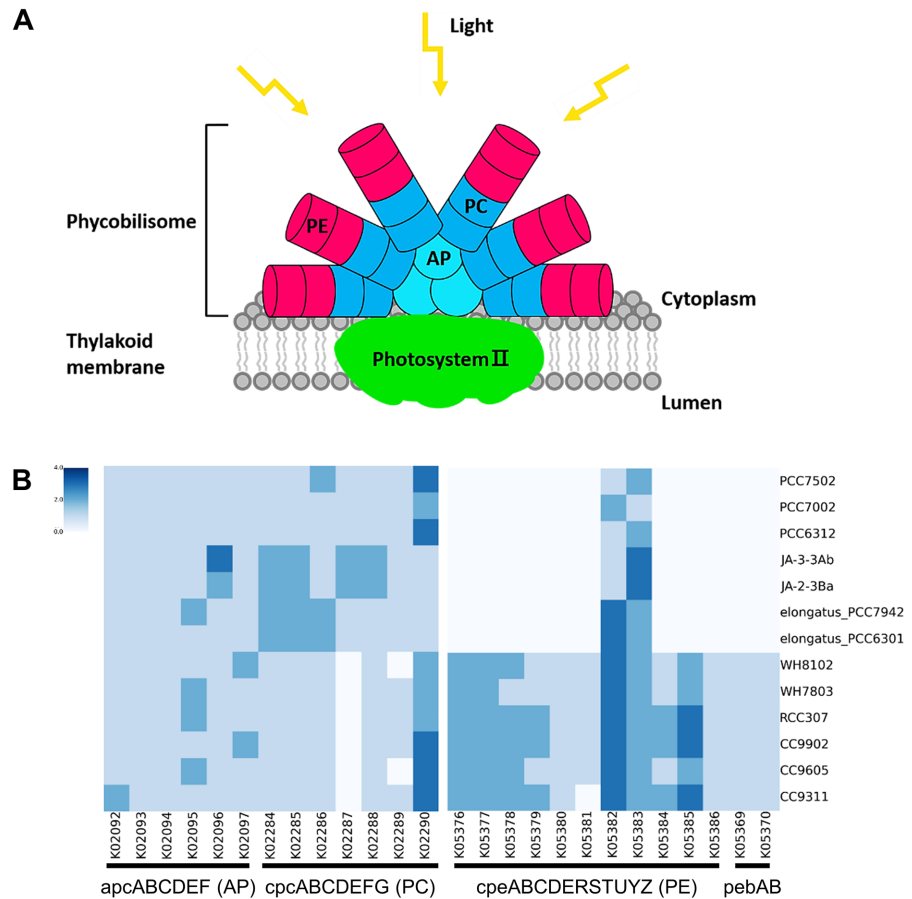 A
Light
Phycobilisome
PE
PC
AP
Cytoplasm
Thylakoid
membrane
Photosystem II
Lumen
B
4.0
2.0
0.0
PCC7502
PCC7002
PCC6312
JA-3-3Ab
JA-2-3Ba
elongatus_PCC7942
elongatus_PCC6301
WH8102
WH7803
RCC307
CC9902
CC9605
CC9311
K02092
K02093
K02094
K02095
K02096
K02097
K02284
K02285
K02286
K02287
K02288
K02289
K02290
K05376
K05377
K05378
K05379
K05380
K05381
K05382
K05383
K05384
K05385
K05386
K05369
K05370
apcABCDEF (AP)
cpcABCDEFG (PC)
cpeABCDERSTUYZ (PE)
pebAB